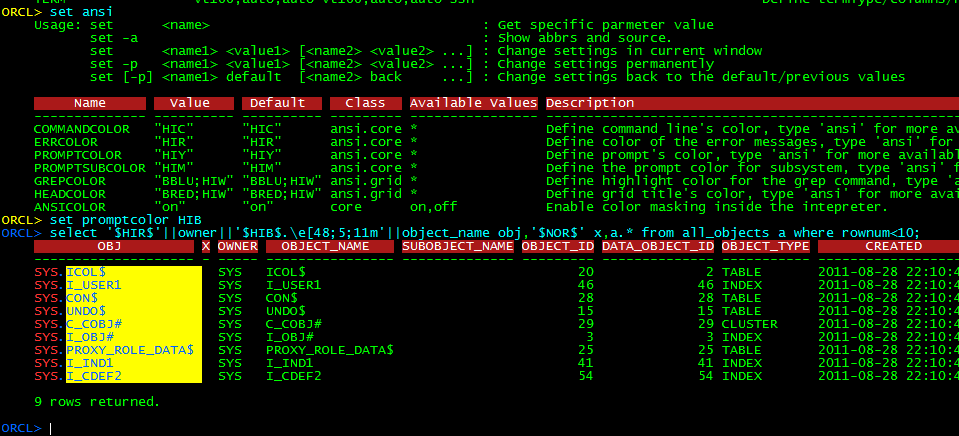 ORCL> set ansi
Usage: set      <name>                                   : Get specific parmeter value
       set -a                                            : Show abbrs and source.
       set      <name1> <value1> [<name2> <value2> ...] : Change settings in current window
       set -p   <name1> <value1> [<name2> <value2> ...] : Change settings permanently
       set [-p] <name1> default  [<name2> back     ...] : Change settings back to the default/previous values
Name Value Default Class Available Values Description
COMMANDCOLOR "HIC" "HIC" ansi.core * Define command line's color, type 'ansi' for more
ERRCOLOR "HIR" "HIR" ansi.core * Define color of the error messages, type 'ansi' for
PROMPTCOLOR "HIY" "HIY" ansi.core * Define prompt's color, type 'ansi' for more
PROMPTSUBCOLOR "HIM" "HIM" ansi.core * Define the prompt color for subsystem, type 'ansi'
GREPCOLOR "BBLU;HIW" "BBLU;HIW" ansi.grid * Define highlight color for the grep command, type
HEADCOLOR "BRED;HIW" "BRED;HIW" ansi.grid * Define grid title's color, type 'ansi' for more
ANSICOLOR "on" "on" core on,off Enable color masking inside the intepreter.
ORCL> set promptcolor HIB
ORCL> select '$HIR$'||owner||'$HIB$.\e[48;5;11m'||object_name obj,'$NOR$' x,a.* from all_objects a where rownum<10;
OBJ X OWNER OBJECT_NAME SUBOBJECT_NAME OBJECT_ID DATA_OBJECT_ID OBJECT_TYPE CREATED
SYS.ICOL$ SYS ICOL$ 20 2 TABLE 2011-08-28 22:10:4
SYS.I_USER1 SYS I_USER1 46 46 INDEX 2011-08-28 22:10:4
SYS.CON$ SYS CON$ 28 28 TABLE 2011-08-28 22:10:4
SYS.UNDO$ SYS UNDO$ 15 15 TABLE 2011-08-28 22:10:4
SYS.C_COBJ# SYS C_COBJ# 29 29 CLUSTER 2011-08-28 22:10:4
SYS.I_OBJ# SYS I_OBJ# 3 3 INDEX 2011-08-28 22:10:4
SYS.PROXY_ROLE_DATA$ SYS PROXY_ROLE_DATA$ 25 25 TABLE 2011-08-28 22:10:4
SYS.I_IND1 SYS I_IND1 41 41 INDEX 2011-08-28 22:10:4
SYS.I_CDEF2 SYS I_CDEF2 54 54 INDEX 2011-08-28 22:10:4
9 rows returned.
ORCL>